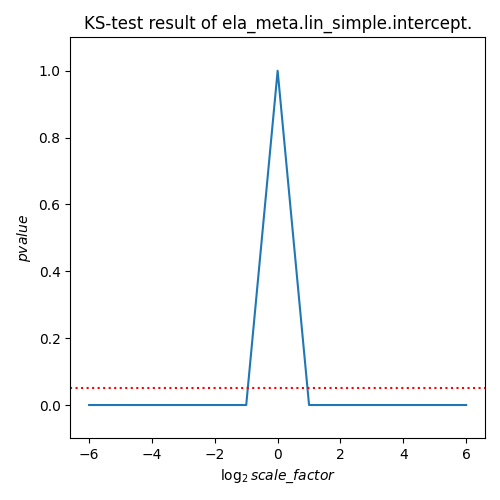 KS-test result of ela_meta.lin_simple.intercept.
1.0
0.8
0.6
0.4
0.2
0.0
pvalue
−6 −4 −2 0 2 4 6
log₂ scale_factor